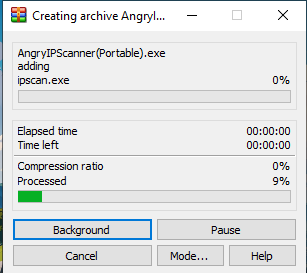 Creating archive AngryI...
AngryIPScanner(Portable).exe
adding
ipscan.exe 0%
Elapsed time 00:00:00
Time left 00:00:00
Compression ratio 0%
Processed 9%
Background Pause
Cancel Mode... Help